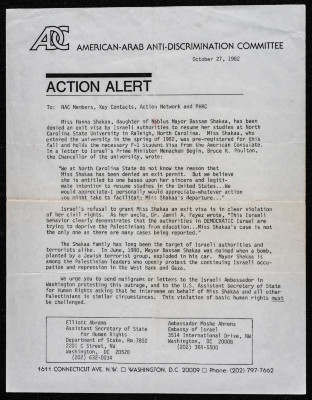 ADC
AMERICAN-ARAB ANTI-DISCRIMINATION COMMITTEE
October 27, 1982
ACTION ALERT
To: NAC Members, Key Contacts, Action Network and PHRC
Miss Hanna Shakaa, daughter of Nablus Mayor Bassam Shakaa, has been
denied an exit visa by Israeli authorities to resume her studies at North
Carolina State University in Raleigh, North Carolina. Miss Shakaa, who
entered the university in 1980, was pre-registered for this
fall and holds the necessary F-1 Student Visa from the American Consulate.
In a letter to Israel's Prime Minister Menachem Begin, Bruce R. Poulton,
the Chancellor of the university, wrote:
"We at North Carolina State do not know the reason that
Miss Shakaa has been denied an exit permit. But we believe
she is entitled to one bases upon her sincere and legiti-
mate intention to resume studies in the United States...We
would appreciate-I personally would appreciate-whatever action
you might take to facilitate; Miss Shakaa's departure..."
Israel's refusal to grant Miss Shakaa an exit visa is in clear violation
of her civil rights. As her uncle, Dr. Jamil A. Fayez wrote, "This Israeli
behavior clearly demonstrates that the authorities in DEMOCRATIC Israel are
trying to deprive the Palestinians from education...Miss Shakaa's case is not
the only one as there are many cases being reported."
The Shakaa family has long been the target of Israeli authorities and
terrorists alike. In June, 1980, Mayor Bassam Shakaa was maimed when a bomb,
planted by a Jewish terrorist group, exploded in his car. Mayor Shakaa is
among the Palestinian leaders who openly protest the continuing Israeli occu-
pation and repression in the West Bank and Gaza.
We urge you to send mailgrams or letters to the Israeli Ambassador in
Washington protesting this outrage, and to the U.S. Assistant Secretary of State
for Human Rights asking that he intervene on behalf of Miss Shakaa and all other
Palestinians in similar circumstances. This violation of basic human rights must
be challenged.
Elliott Abrams
Assistant Secretary of State
for Human Rights
Department of State, Rm.7802
2201 C Street, NW
Washington, DC 20520
(202) 632-0334
Ambassador Moshe Ahrens
Embassy of Israel
3514 International Drive, NW
Washington, DC 20008
(202) 364-5500
1611 CONNECTICUT AVE. N.W. □ WASHINGTON, D.C. 20009 □ Phone: (202) 797-7662